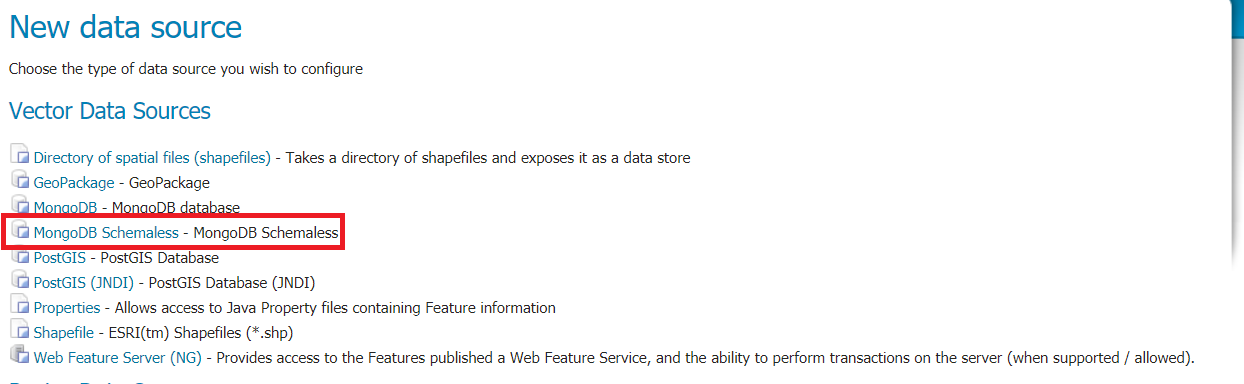 New data source
Choose the type of data source you wish to configure
Vector Data Sources
Directory of spatial files (shapefiles) - Takes a directory of shapefiles and exposes it as a data store
GeoPackage - GeoPackage
MongoDB - MongoDB database
MongoDB Schemaless - MongoDB Schemaless
PostGIS - PostGIS Database
PostGIS (JNDI) - PostGIS Database (JNDI)
Properties - Allows access to Java Property files containing Feature information
Shapefile - ESRI(tm) Shapefiles (*.shp)
Web Feature Server (NG) - Provides access to the Features published a Web Feature Service, and the ability to perform transactions on the server (when supported / allowed).